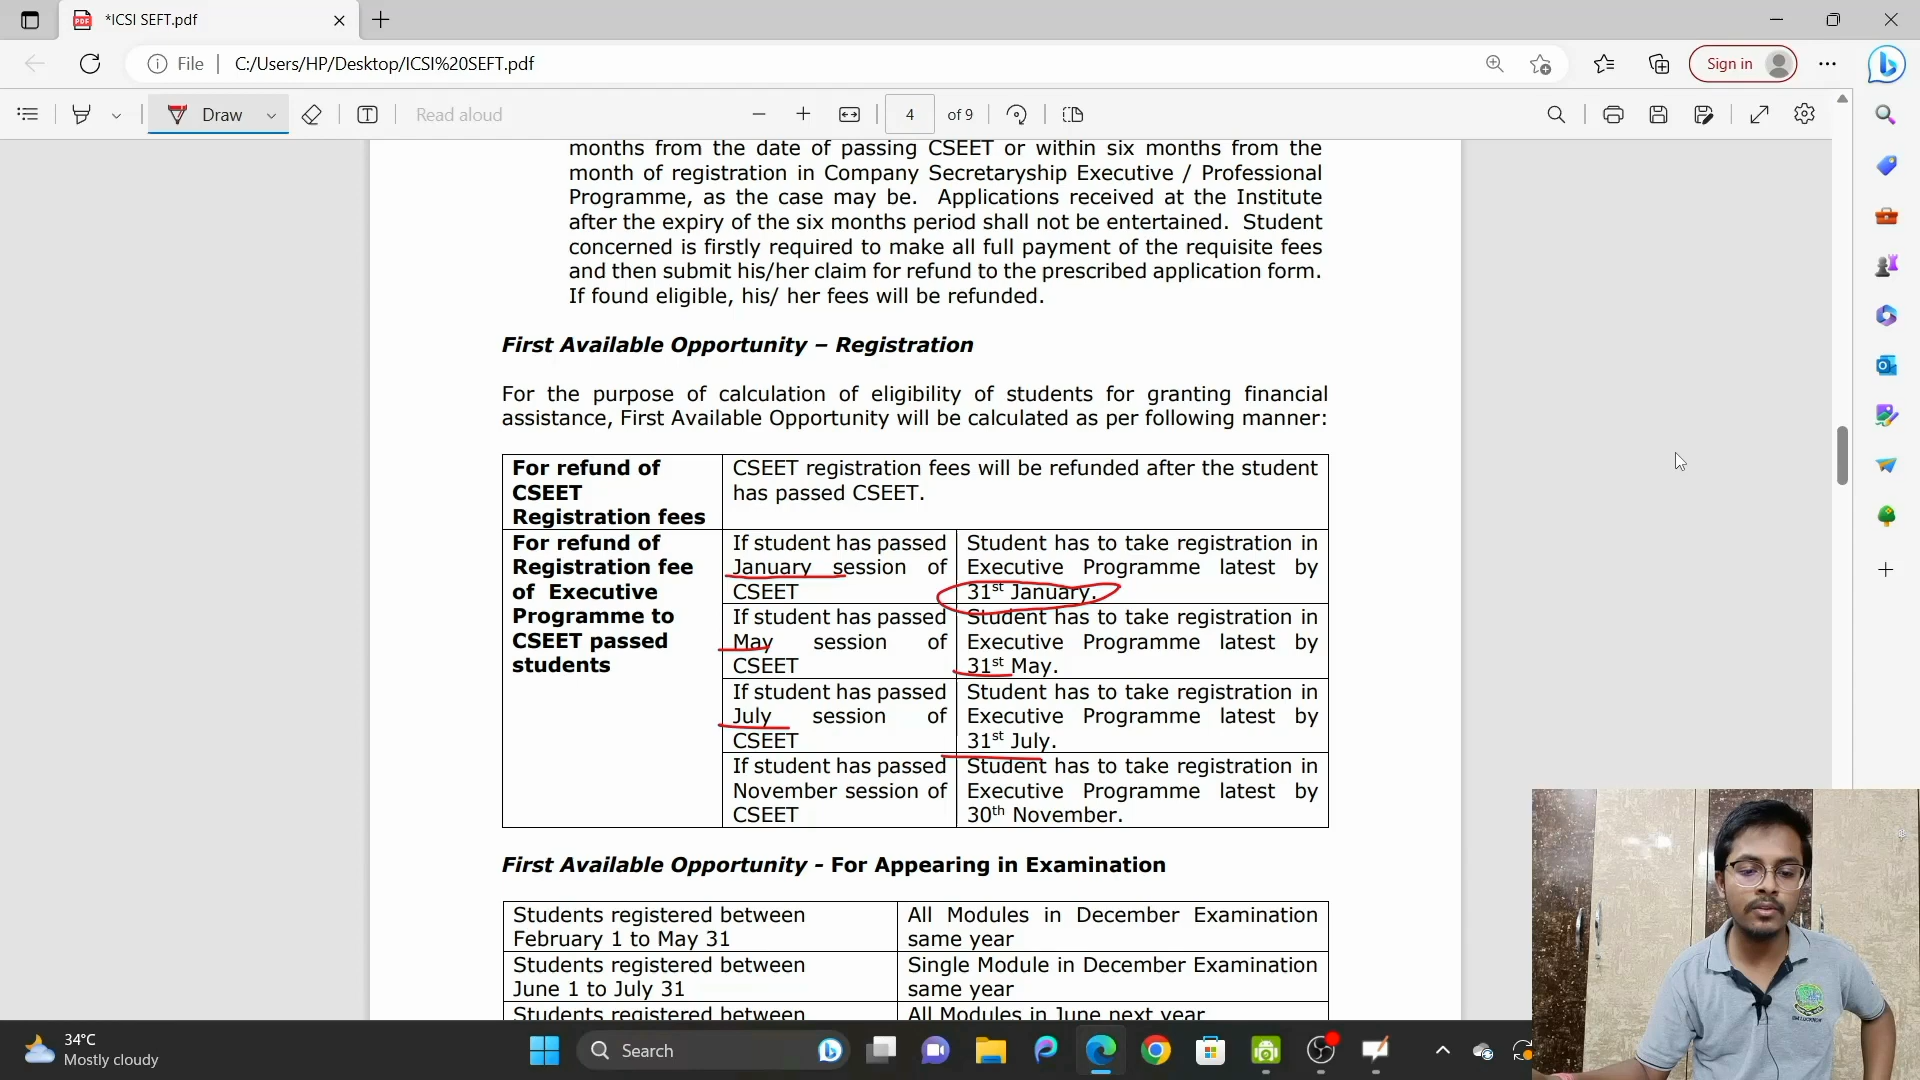 *ICSI SEFT.pdf
File
C:/Users/HP/Desktop/ICSI%20SEFT.pdf
Sign in
Draw
Read aloud
4
of 9
months from the date of passing CSEET or within six months from the
month of registration in Company Secretaryship Executive / Professional
Programme, as the case may be. Applications received at the Institute
after the expiry of the six months period shall not be entertained. Student
concerned is firstly required to make all full payment of the requisite fees
and then submit his/her claim for refund to the prescribed application form.
If found eligible, his/ her fees will be refunded.
First Available Opportunity – Registration
For the purpose of calculation of eligibility of students for granting financial
assistance, First Available Opportunity will be calculated as per following manner:
For refund of
CSEET
Registration fees
CSEET registration fees will be refunded after the student
has passed CSEET.
For refund of
Registration fee
of Executive
Programme to
CSEET passed
students
If student has passed
January session of
CSEET
Student has to take registration in
Executive Programme latest by
31st January.
If student has passed
May session of
CSEET
Student has to take registration in
Executive Programme latest by
31st May.
If student has passed
July session of
CSEET
Student has to take registration in
Executive Programme latest by
31st July.
If student has passed
November session of
CSEET
Student has to take registration in
Executive Programme latest by
30th November.
First Available Opportunity - For Appearing in Examination
Students registered between
February 1 to May 31
All Modules in December Examination
same year
Students registered between
June 1 to July 31
Single Module in December Examination
same year
Students registered between
All Modules in June next year
34°C
Mostly cloudy
Search